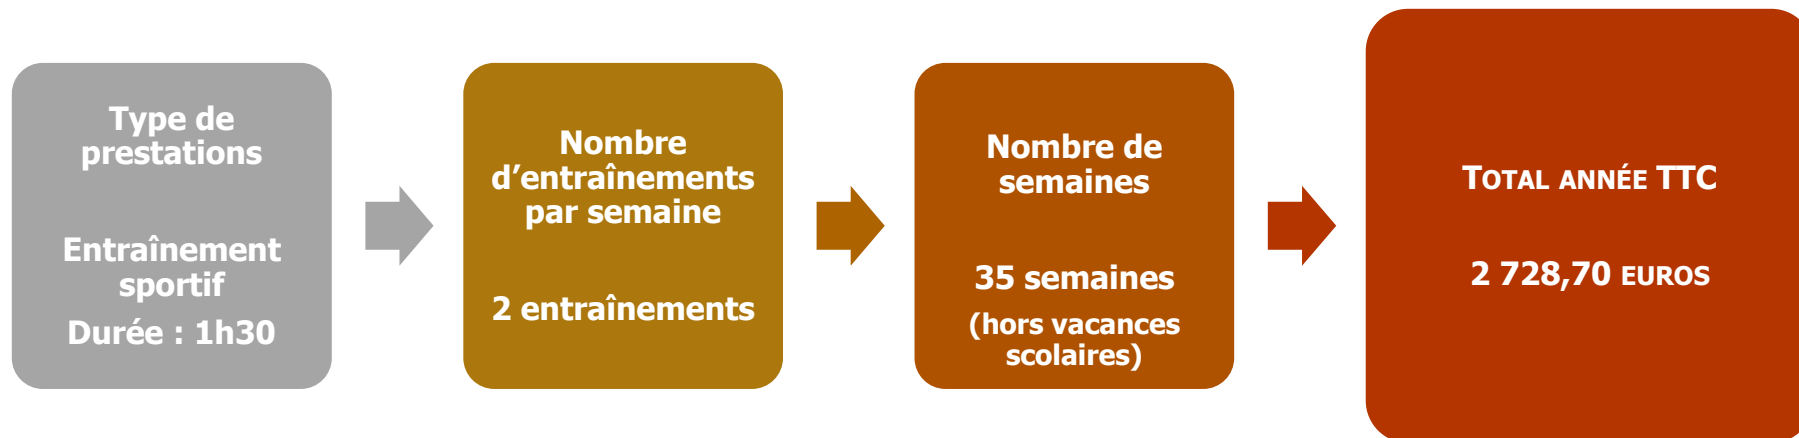 Type de
prestations
Entraînement
sportif
Durée : 1h30
Nombre
d’entraînements
par semaine
2 entraînements
Nombre de
semaines
35 semaines
(hors vacances
scolaires)
TOTAL ANNÉE TTC
2 728,70 EUROS